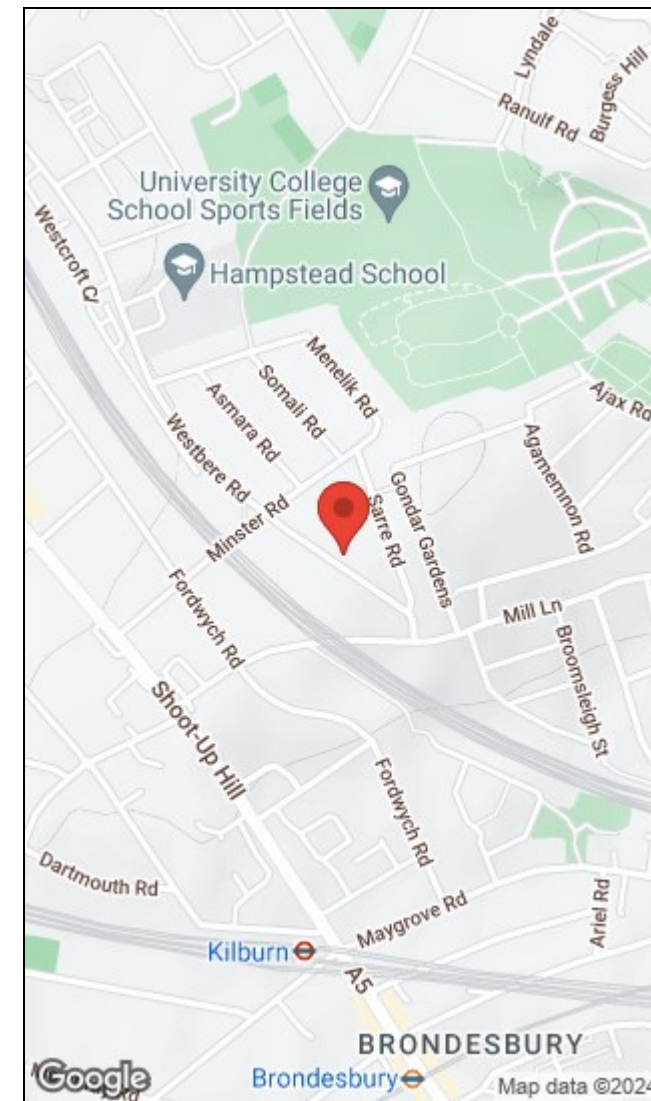 Lyndale
Burgess Hill
Ranulf Rd
University College
School Sports Fields
Westcroft Cl
Hampstead School
Menelik Rd
Somali Rd
Asmara Rd
Ajax Rd
Westbere Rd
Agamemnon Rd
Gondar Gardens
Sarre Rd
Minster Rd
Fordwych Rd
Mill Ln
Broomsleigh St
Shoot-Up Hill
Fordwych Rd
Dartmouth Rd
Ariel Rd
Maygrove Rd
Kilburn
A5
BRONDESBURY
Google
Rd
Brondesbury
Map data ©2024